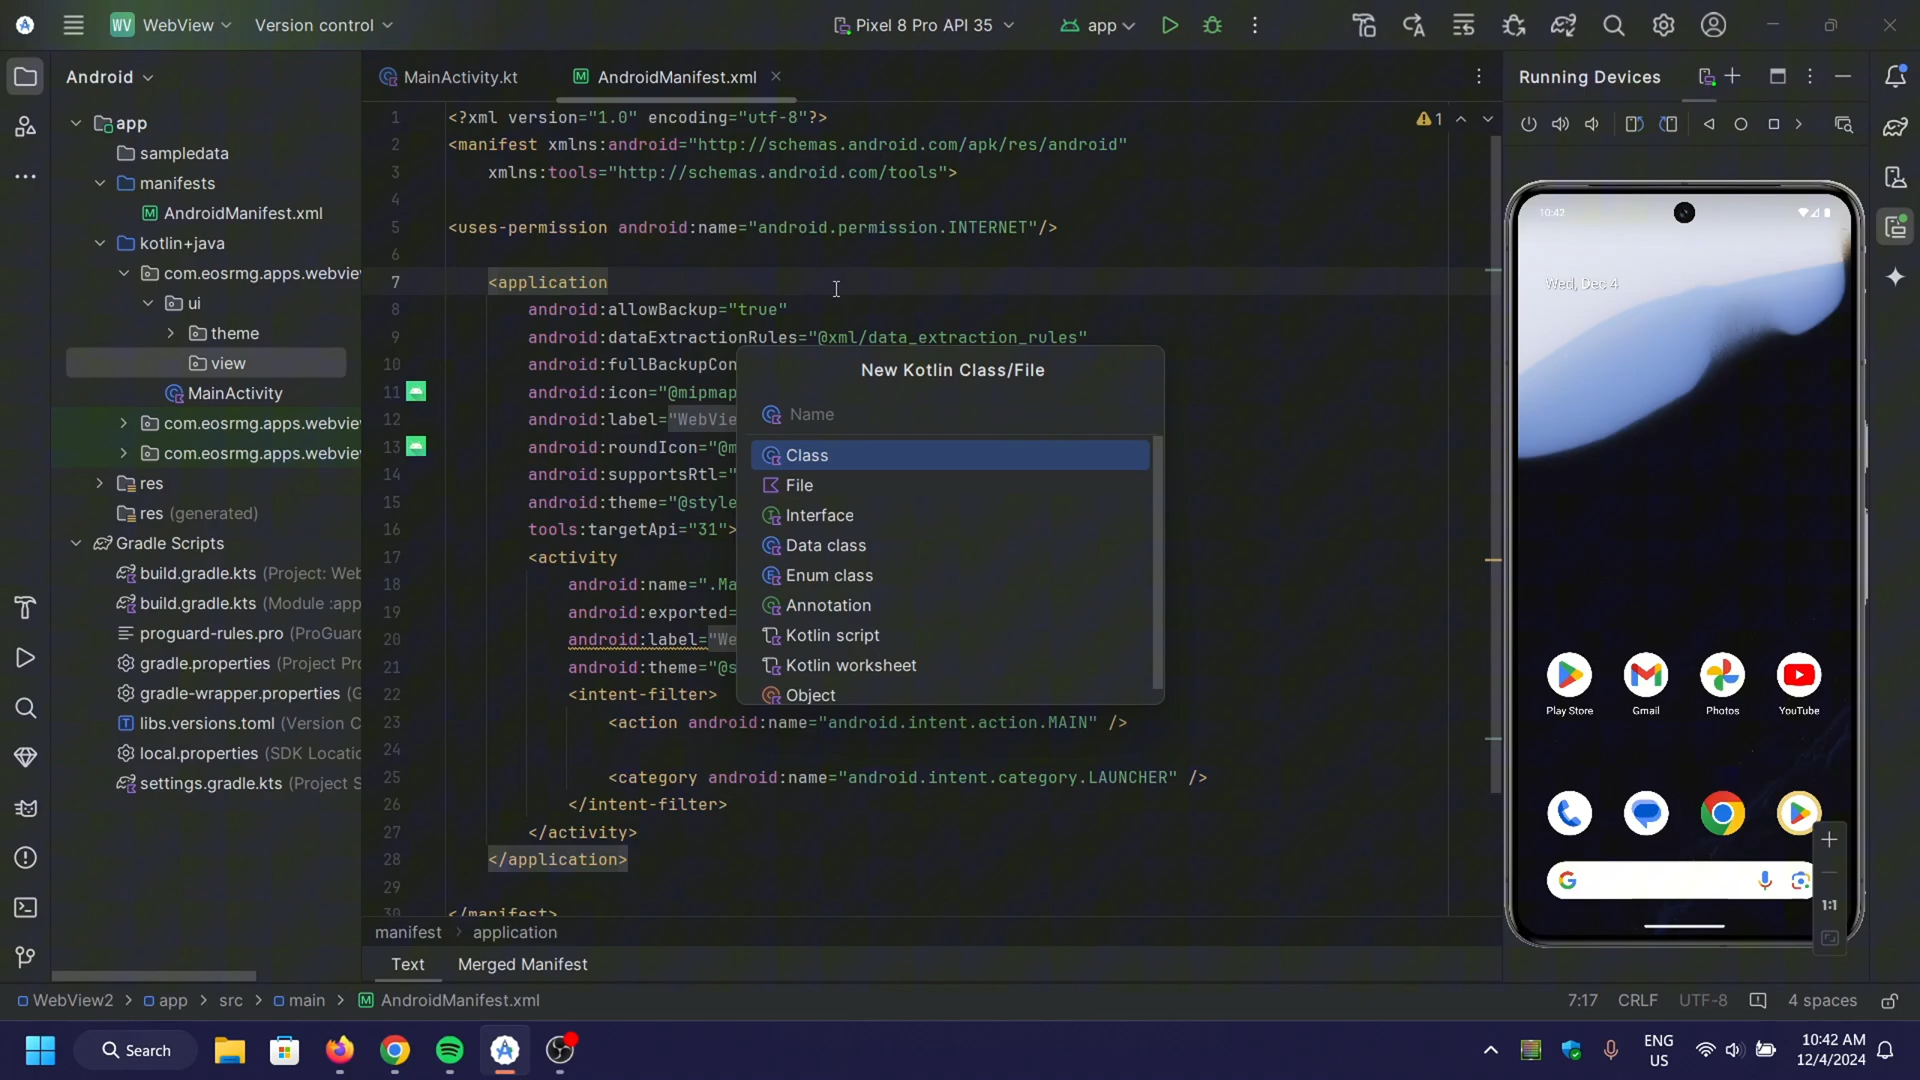 WV WebView
Version control
Pixel 8 Pro API 35
app
Android
MainActivity.kt
AndroidManifest.xml
Running Devices
app
sampledata
manifests
AndroidManifest.xml
kotlin+java
com.eosrmg.apps.webview
ui
theme
view
MainActivity
com.eosrmg.apps.webvie
com.eosrmg.apps.webvie
res
res (generated)
Gradle Scripts
build.gradle.kts (Project: Web
build.gradle.kts (Module :app
proguard-rules.pro (ProGuard
gradle.properties (Project Pro
gradle-wrapper.properties (G
libs.versions.toml (Version C
local.properties (SDK Locatio
settings.gradle.kts (Project S
1 <?xml version="1.0" encoding="utf-8"?>
2 <manifest xmlns:android="http://schemas.android.com/apk/res/android"
3 xmlns:tools="http://schemas.android.com/tools">
4
5 <uses-permission android:name="android.permission.INTERNET"/>
6
7 <application
8 android:allowBackup="true"
9 android:dataExtractionRules="@xml/data_extraction_rules"
10 android:fullBackupCon
11 android:icon="@mipmap
12 android:label="WebVie
13 android:roundIcon="@m
14 android:supportsRtl="
15 android:theme="@style
16 tools:targetApi="31">
17 <activity
18 android:name=".Ma
19 android:exported=
20 android:label="We
21 android:theme="@s
22 <intent-filter>
23 <action android:name="android.intent.action.MAIN" />
24
25 <category android:name="android.intent.category.LAUNCHER" />
26 </intent-filter>
27 </activity>
28 </application>
29
30 </manifest>
1
New Kotlin Class/File
Name
Class
File
Interface
Data class
Enum class
Annotation
Kotlin script
Kotlin worksheet
Object
10:42
Wed, Dec 4
Play Store
Gmail
Photos
YouTube
1:1
manifest > application
Text
Merged Manifest
WebView2 > app > src > main > AndroidManifest.xml
7:17 CRLF UTF-8 4 spaces
Search
ENG
US
10:42 AM
12/4/2024